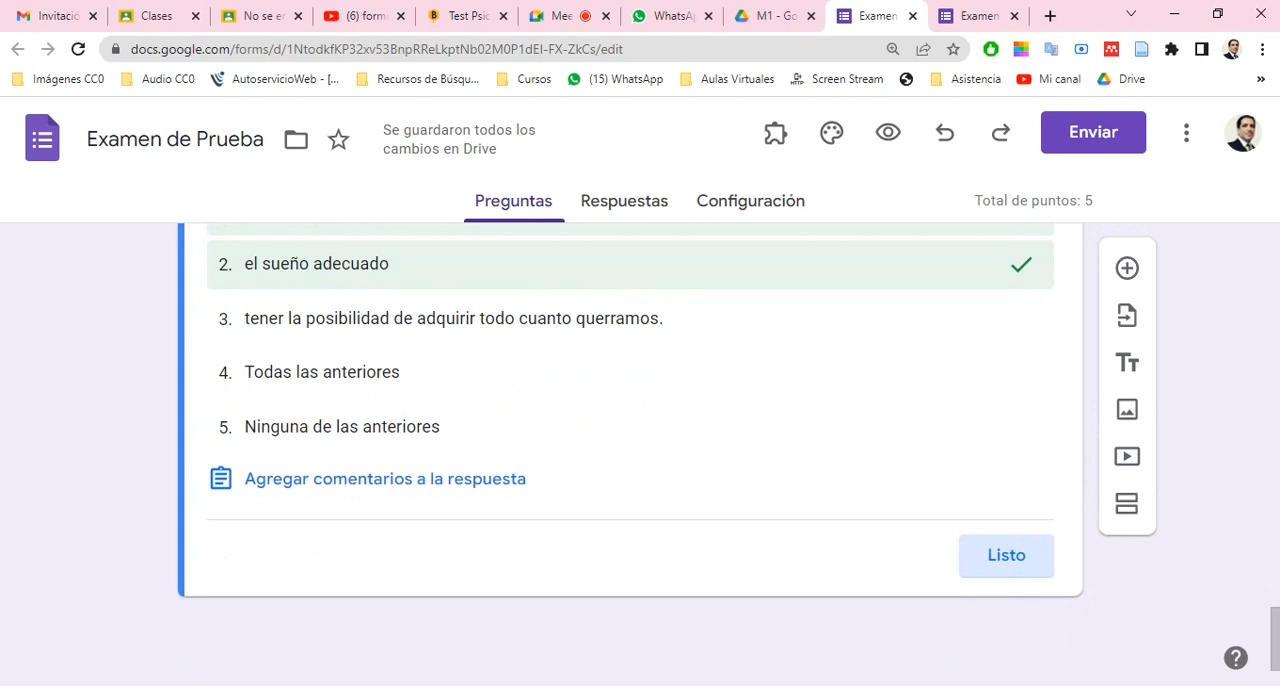 Invitació
Clases
No se en
(6) form
Test Psic
Mee
WhatsA
M1 - Go
Examen
Examen
docs.google.com/forms/d/1NtodkfKP32xv53BnpRReLkptNb02M0P1dEI-FX-ZkCs/edit
Imágenes CC0
Audio CC0
AutoservicioWeb - [...
Recursos de Búsqu...
Cursos
(15) WhatsApp
Aulas Virtuales
Screen Stream
Asistencia
Mi canal
Drive
»
Examen de Prueba
Se guardaron todos los
cambios en Drive
Enviar
Preguntas
Respuestas
Configuración
Total de puntos: 5
2. el sueño adecuado
3. tener la posibilidad de adquirir todo cuanto querramos.
4. Todas las anteriores
5. Ninguna de las anteriores
Agregar comentarios a la respuesta
Listo